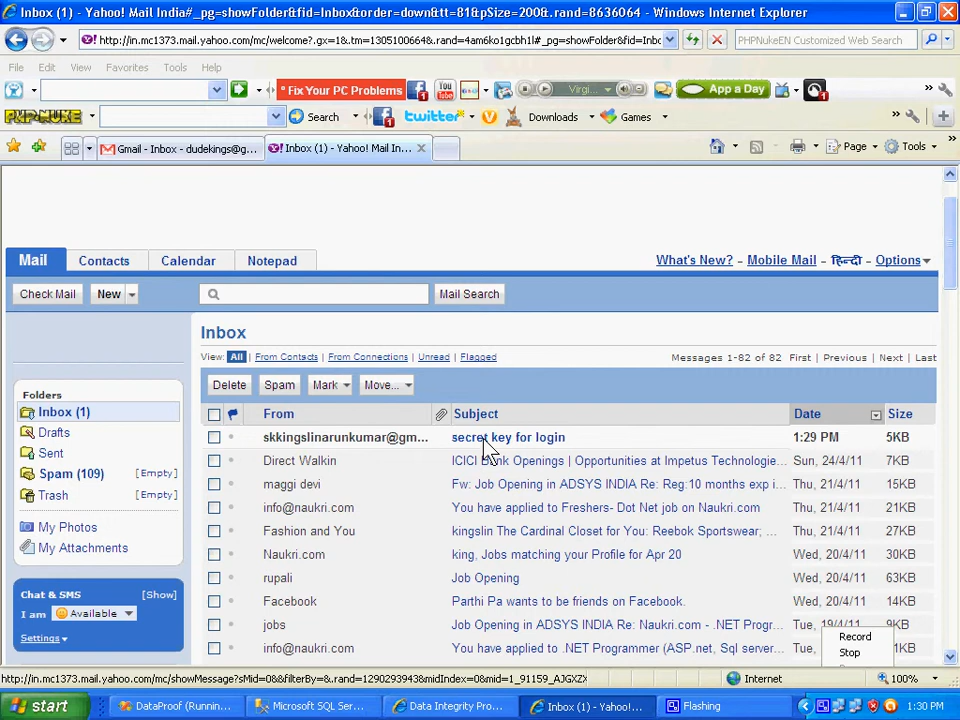 Inbox (1) - Yahoo! Mail India#_pg=showFolder&fid=Inbox&order=down&tt=81&pSize=200&.rand=8636064 - Windows Internet Explorer
http://in.mc1373.mail.yahoo.com/mc/welcome?.gx=1&.tm=1305100664&.rand=4am6ko1gcbh1l#_pg=showFolder&fid=Inbo
PHPNukeEN Customized Web Search
File Edit View Favorites Tools Help
* Fix Your PC Problems
1
You Tube
Virgi...
App a Day
1
»
PHP-NUKE
Search
1
twitter
Downloads
Games
»
Gmail - Inbox - dudekings@g...
Inbox (1) - Yahoo! Mail In...
Page
Tools
»
Mail
Contacts
Calendar
Notepad
What's New? – Mobile Mail – हिन्दी – Options
Check Mail
New
Mail Search
Inbox
View: All | From Contacts | From Connections | Unread | Flagged
Messages 1-82 of 82 First | Previous | Next | Last
Folders
Inbox (1)
Drafts
Sent
Spam (109) [Empty]
Trash [Empty]
My Photos
My Attachments
Chat & SMS [Show]
I am Available
Settings
Delete Spam Mark Move...
From Subject Date Size
skkingslinarunkumar@gm... secret key for login 1:29 PM 5KB
Direct Walkin ICICI Bank Openings | Opportunities at Impetus Technologie... Sun, 24/4/11 7KB
maggi devi Fw: Job Opening in ADSYS INDIA Re: Reg:10 months exp i... Thu, 21/4/11 15KB
info@naukri.com You have applied to Freshers- Dot Net job on Naukri.com Thu, 21/4/11 21KB
Fashion and You kingslin The Cardinal Closet for You: Reebok Sportswear; ... Thu, 21/4/11 27KB
Naukri.com king, Jobs matching your Profile for Apr 20 Wed, 20/4/11 30KB
rupali Job Opening Wed, 20/4/11 63KB
Facebook Parthi Pa wants to be friends on Facebook. Wed, 20/4/11 14KB
jobs Job Opening in ADSYS INDIA Re: Naukri.com - .NET Progr... Tue, 19/4/11 9KB
info@naukri.com You have applied to .NET Programmer (ASP.net, Sql server... Tue,
Record
Stop
http://in.mc1373.mail.yahoo.com/mc/showMessage?sMid=0&&filterBy=&.rand=1290293943&midIndex=0&mid=1_91159_AJGXZX
Internet
100%
start
DataProof (Runnin...
Microsoft SQL Ser...
Data Integrity Pro...
Inbox (1) - Yahoo!...
Flashing
1:30 PM